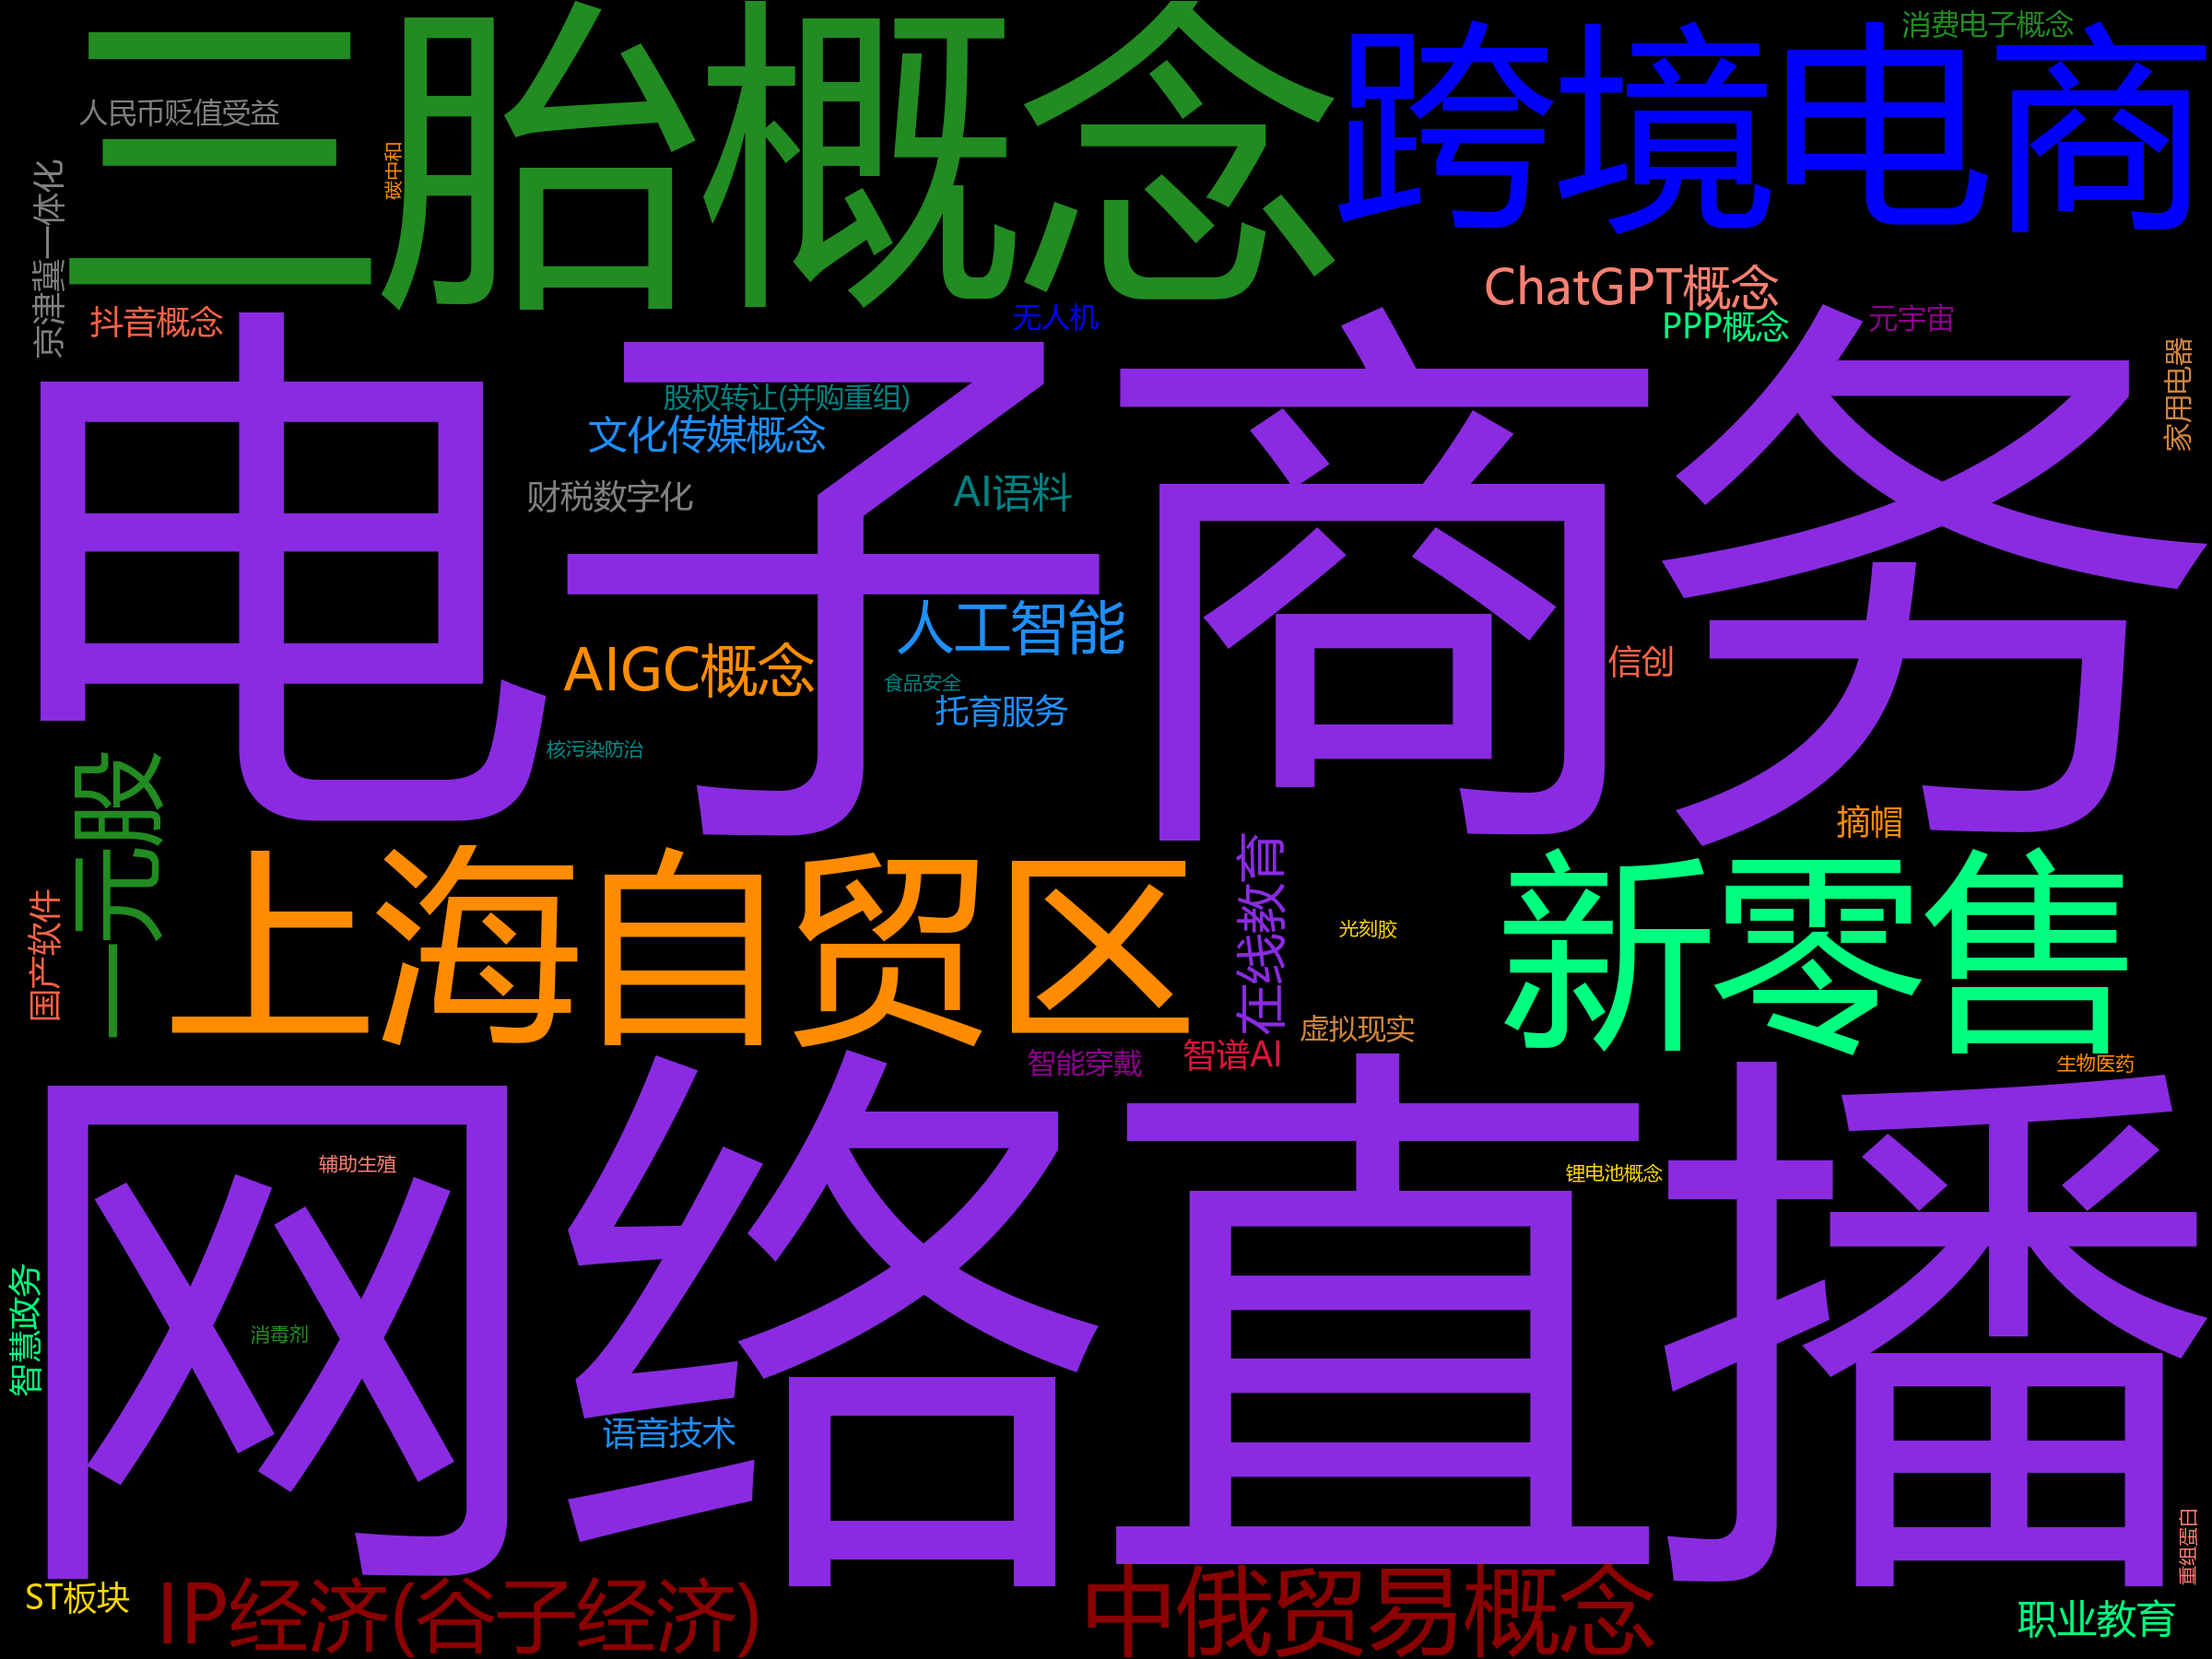 三胎概念
跨境电商
消费电子概念
人民币贬值受益
碳中和
京津冀一体化
ChatGPT概念
抖音概念
无人机
PPP概念
元宇宙
家用电器
电子商务
股权转让(并购重组)
文化传媒概念
财税数字化
AI语料
人工智能
AIGC概念
信创
食品安全
托育服务
核污染防治
一元股
摘帽
上海自贸区
在线教育
新零售
国产软件
光刻胶
虚拟现实
智能穿戴
智谱AI
生物医药
网络直播
辅助生殖
锂电池概念
智慧政务
消毒剂
语音技术
重组蛋白
ST板块
IP经济(谷子经济)
中俄贸易概念
职业教育